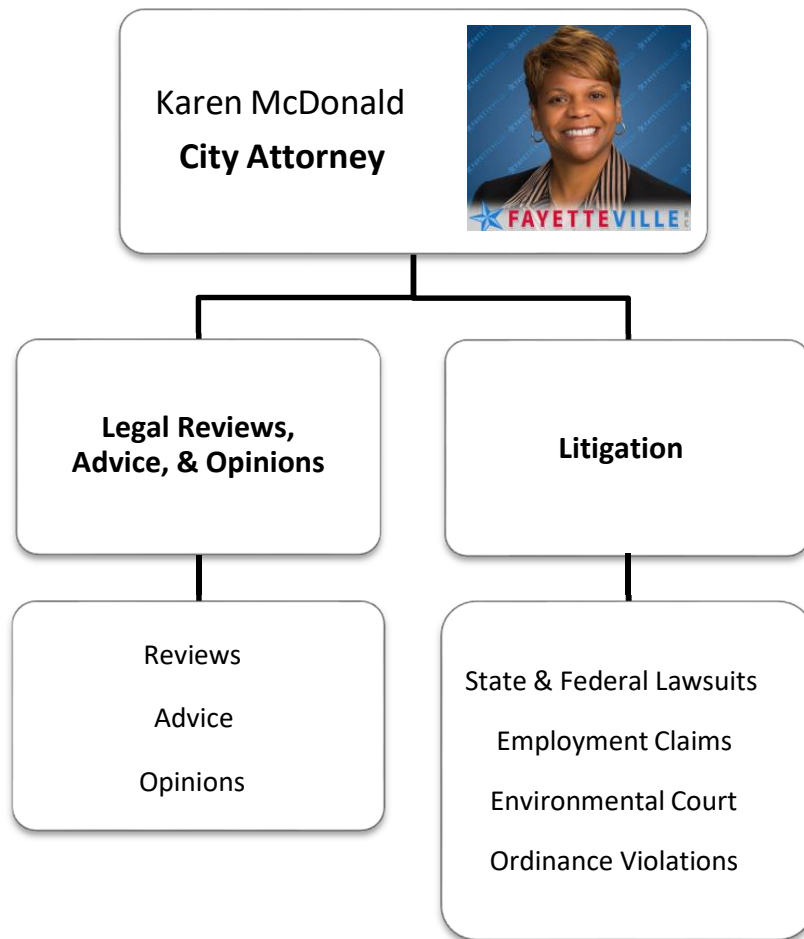 Karen McDonald
City Attorney
FAYETTEVILLE
Legal Reviews,
Advice, & Opinions
Litigation
Reviews
Advice
Opinions
State & Federal Lawsuits
Employment Claims
Environmental Court
Ordinance Violations